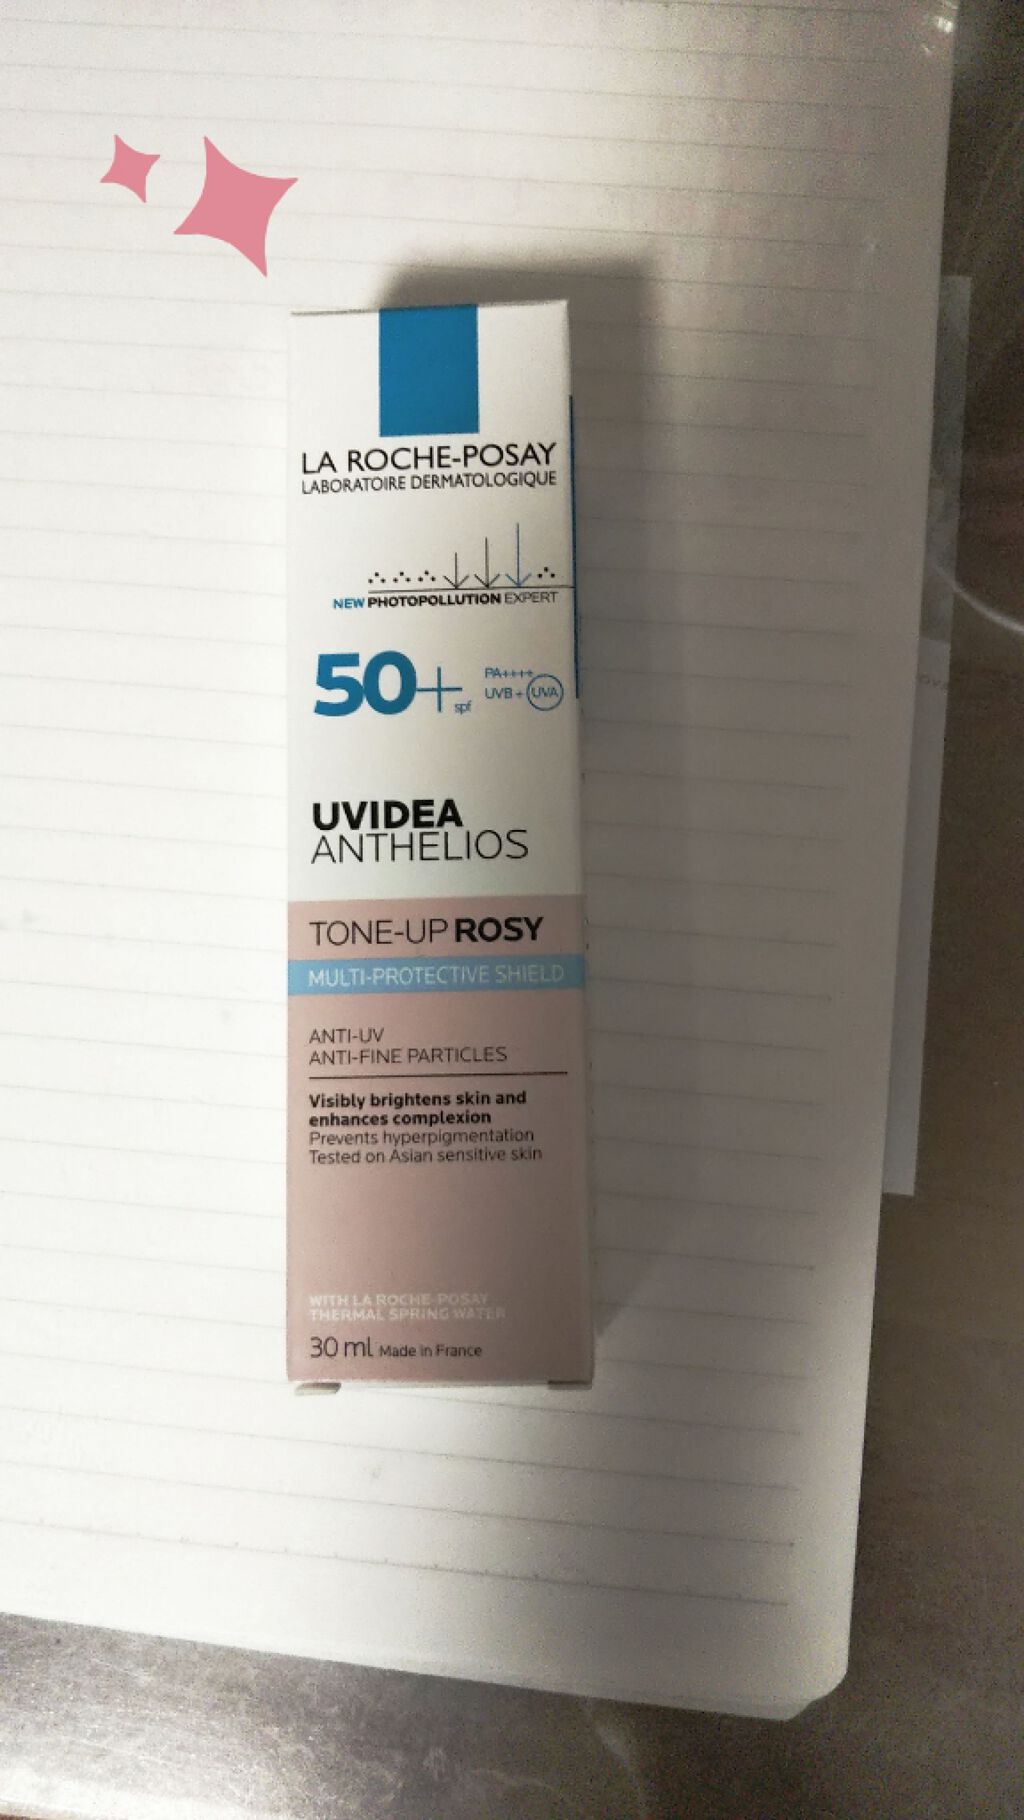 LA ROCHE-POSAY
LABORATOIRE DERMATOLOGIQUE
NEW PHOTOPOLLUTION EXPERT
50+ spf
PA++++
UVB + UVA
UVIDEA
ANTHELIOS
TONE-UP ROSY
MULTI-PROTECTIVE SHIELD
ANTI-UV
ANTI-FINE PARTICLES
Visibly brightens skin and
enhances complexion
Prevents hyperpigmentation
Tested on Asian sensitive skin
WITH LA ROCHE-POSAY
THERMAL SPRING WATER
30 ml Made in France